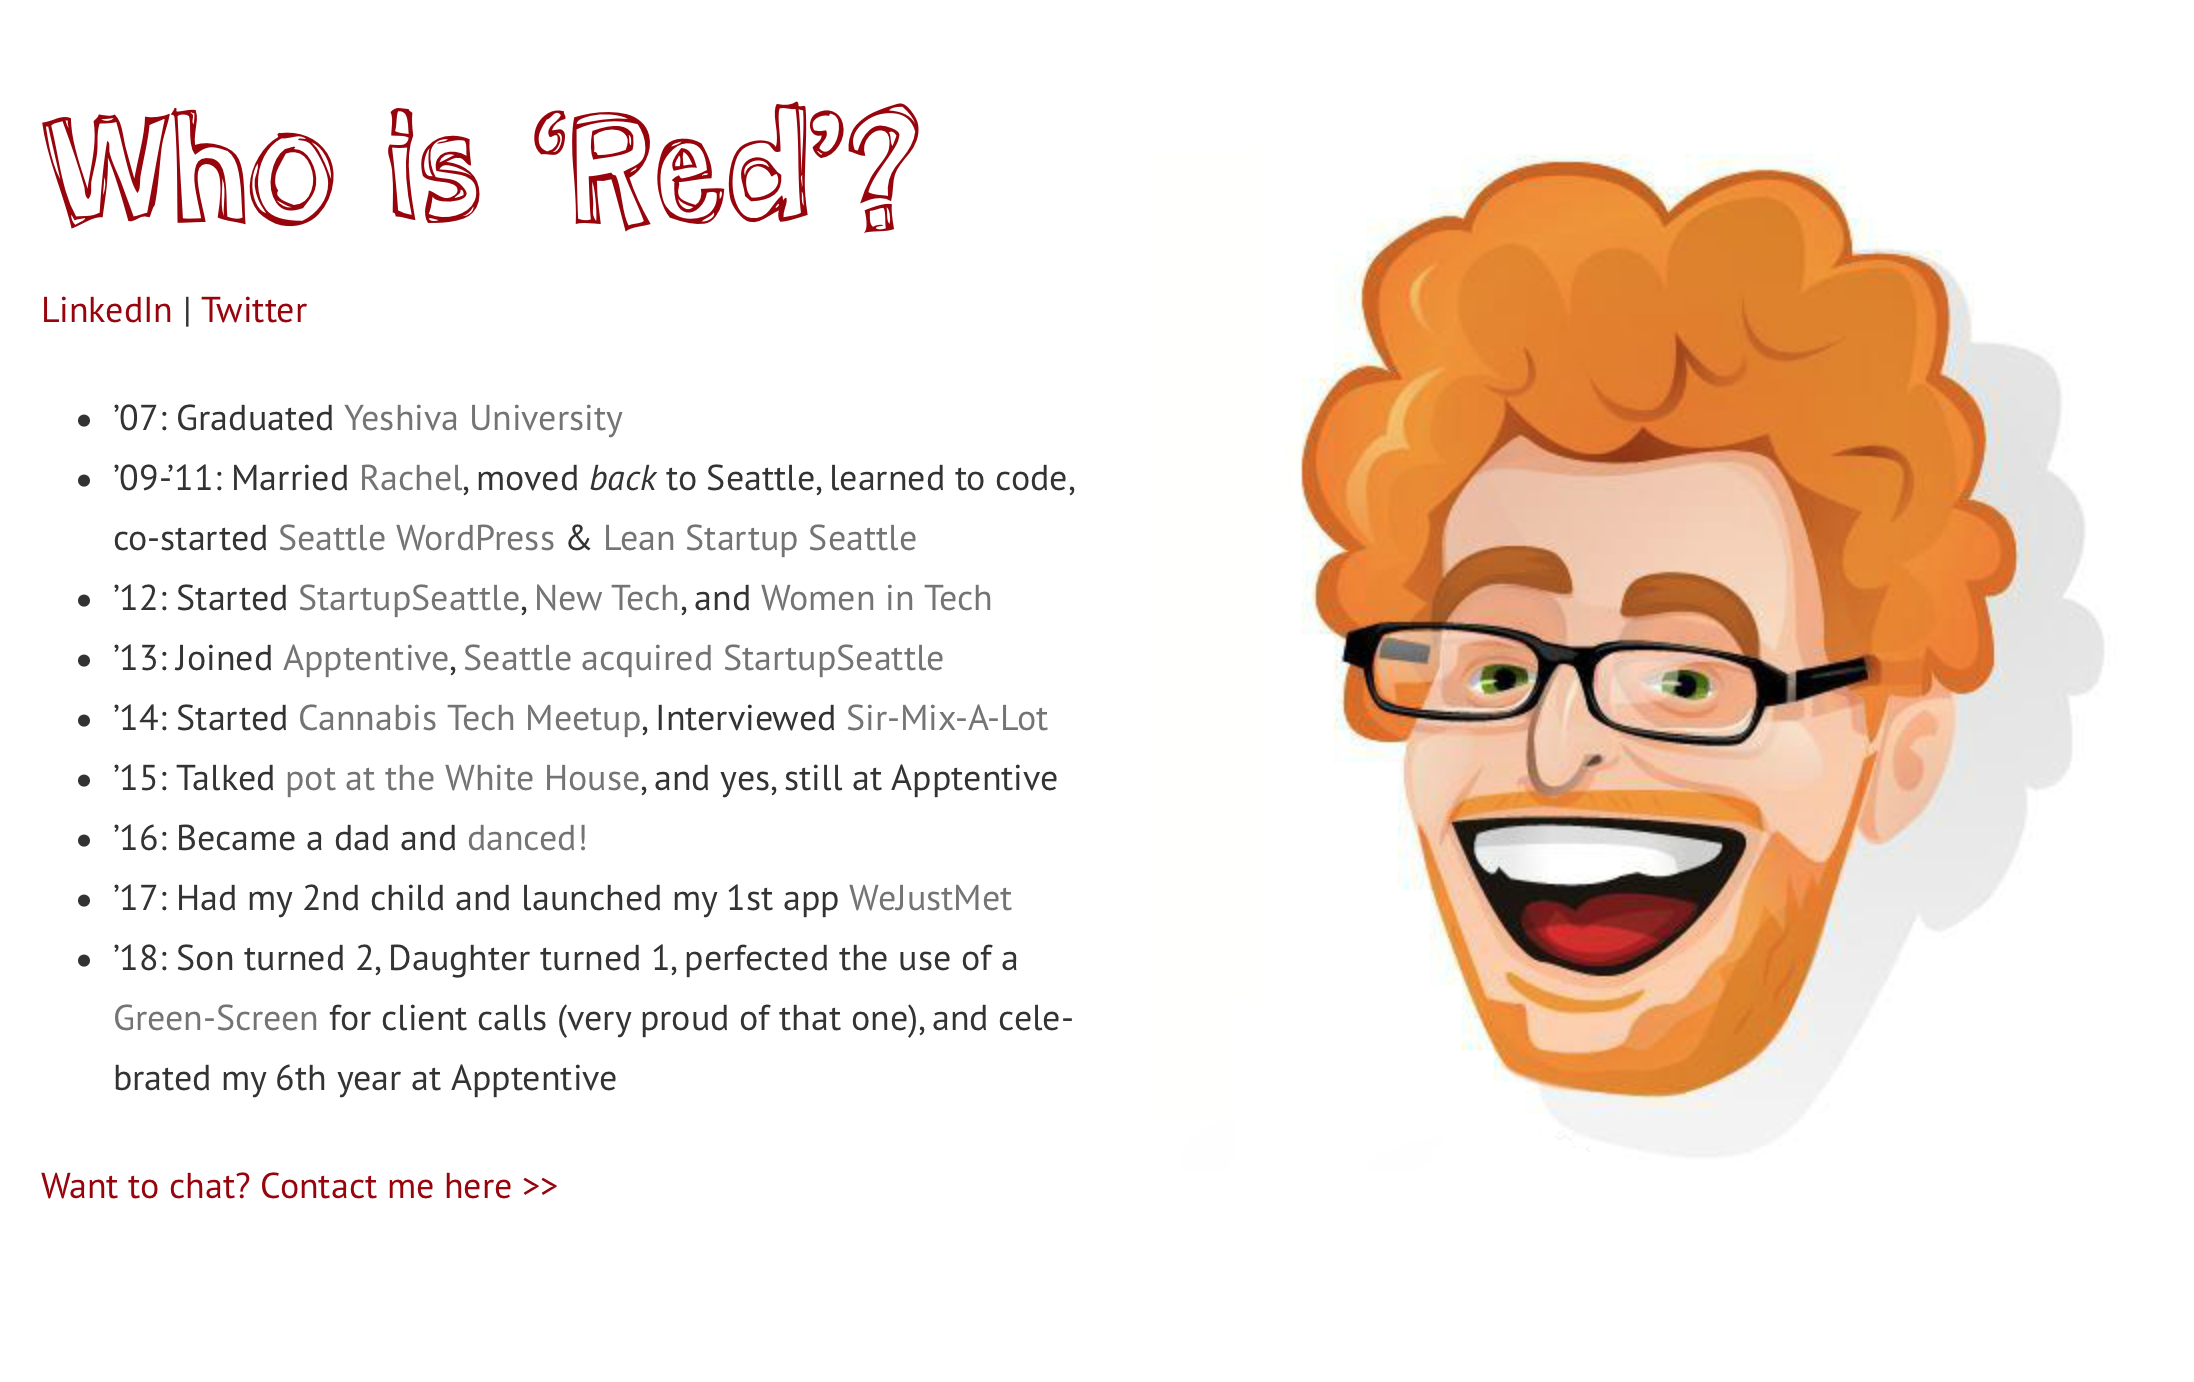 Who is ‘Red’?
LinkedIn | Twitter
• ’07: Graduated Yeshiva University
• ’09-’11: Married Rachel, moved back to Seattle, learned to code,
co-started Seattle WordPress & Lean Startup Seattle
• ’12: Started StartupSeattle, New Tech, and Women in Tech
• ’13: Joined Apptentive, Seattle acquired StartupSeattle
• ’14: Started Cannabis Tech Meetup, Interviewed Sir-Mix-A-Lot
• ’15: Talked pot at the White House, and yes, still at Apptentive
• ’16: Became a dad and danced!
• ’17: Had my 2nd child and launched my 1st app WeJustMet
• ’18: Son turned 2, Daughter turned 1, perfected the use of a
Green-Screen for client calls (very proud of that one), and cele-
brated my 6th year at Apptentive
Want to chat? Contact me here >>